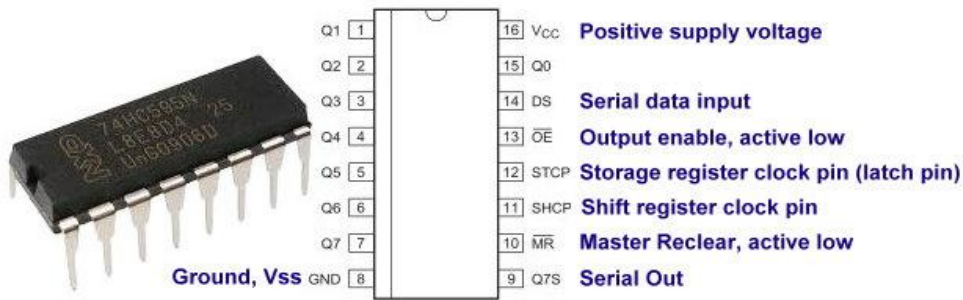 74HC595N
L8E8D4 25
UnG0906D
Q1 1
Q2 2
Q3 3
Q4 4
Q5 5
Q6 6
Q7 7
Ground, Vss GND 8
16 VCC Positive supply voltage
15 Q0
14 DS Serial data input
13 OE Output enable, active low
12 STCP Storage register clock pin (latch pin)
11 SHCP Shift register clock pin
10 MR Master Reclear, active low
9 Q7S Serial Out